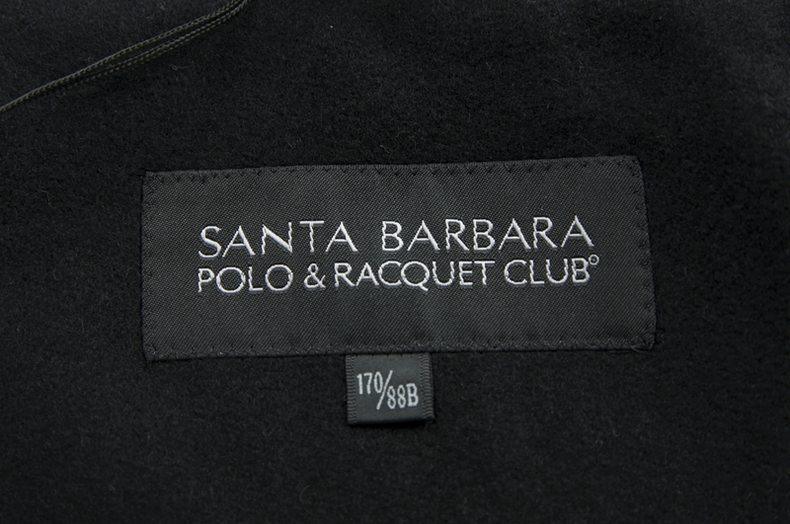 SANTA BARBARA
POLO & RACQUET CLUB®
170/88B